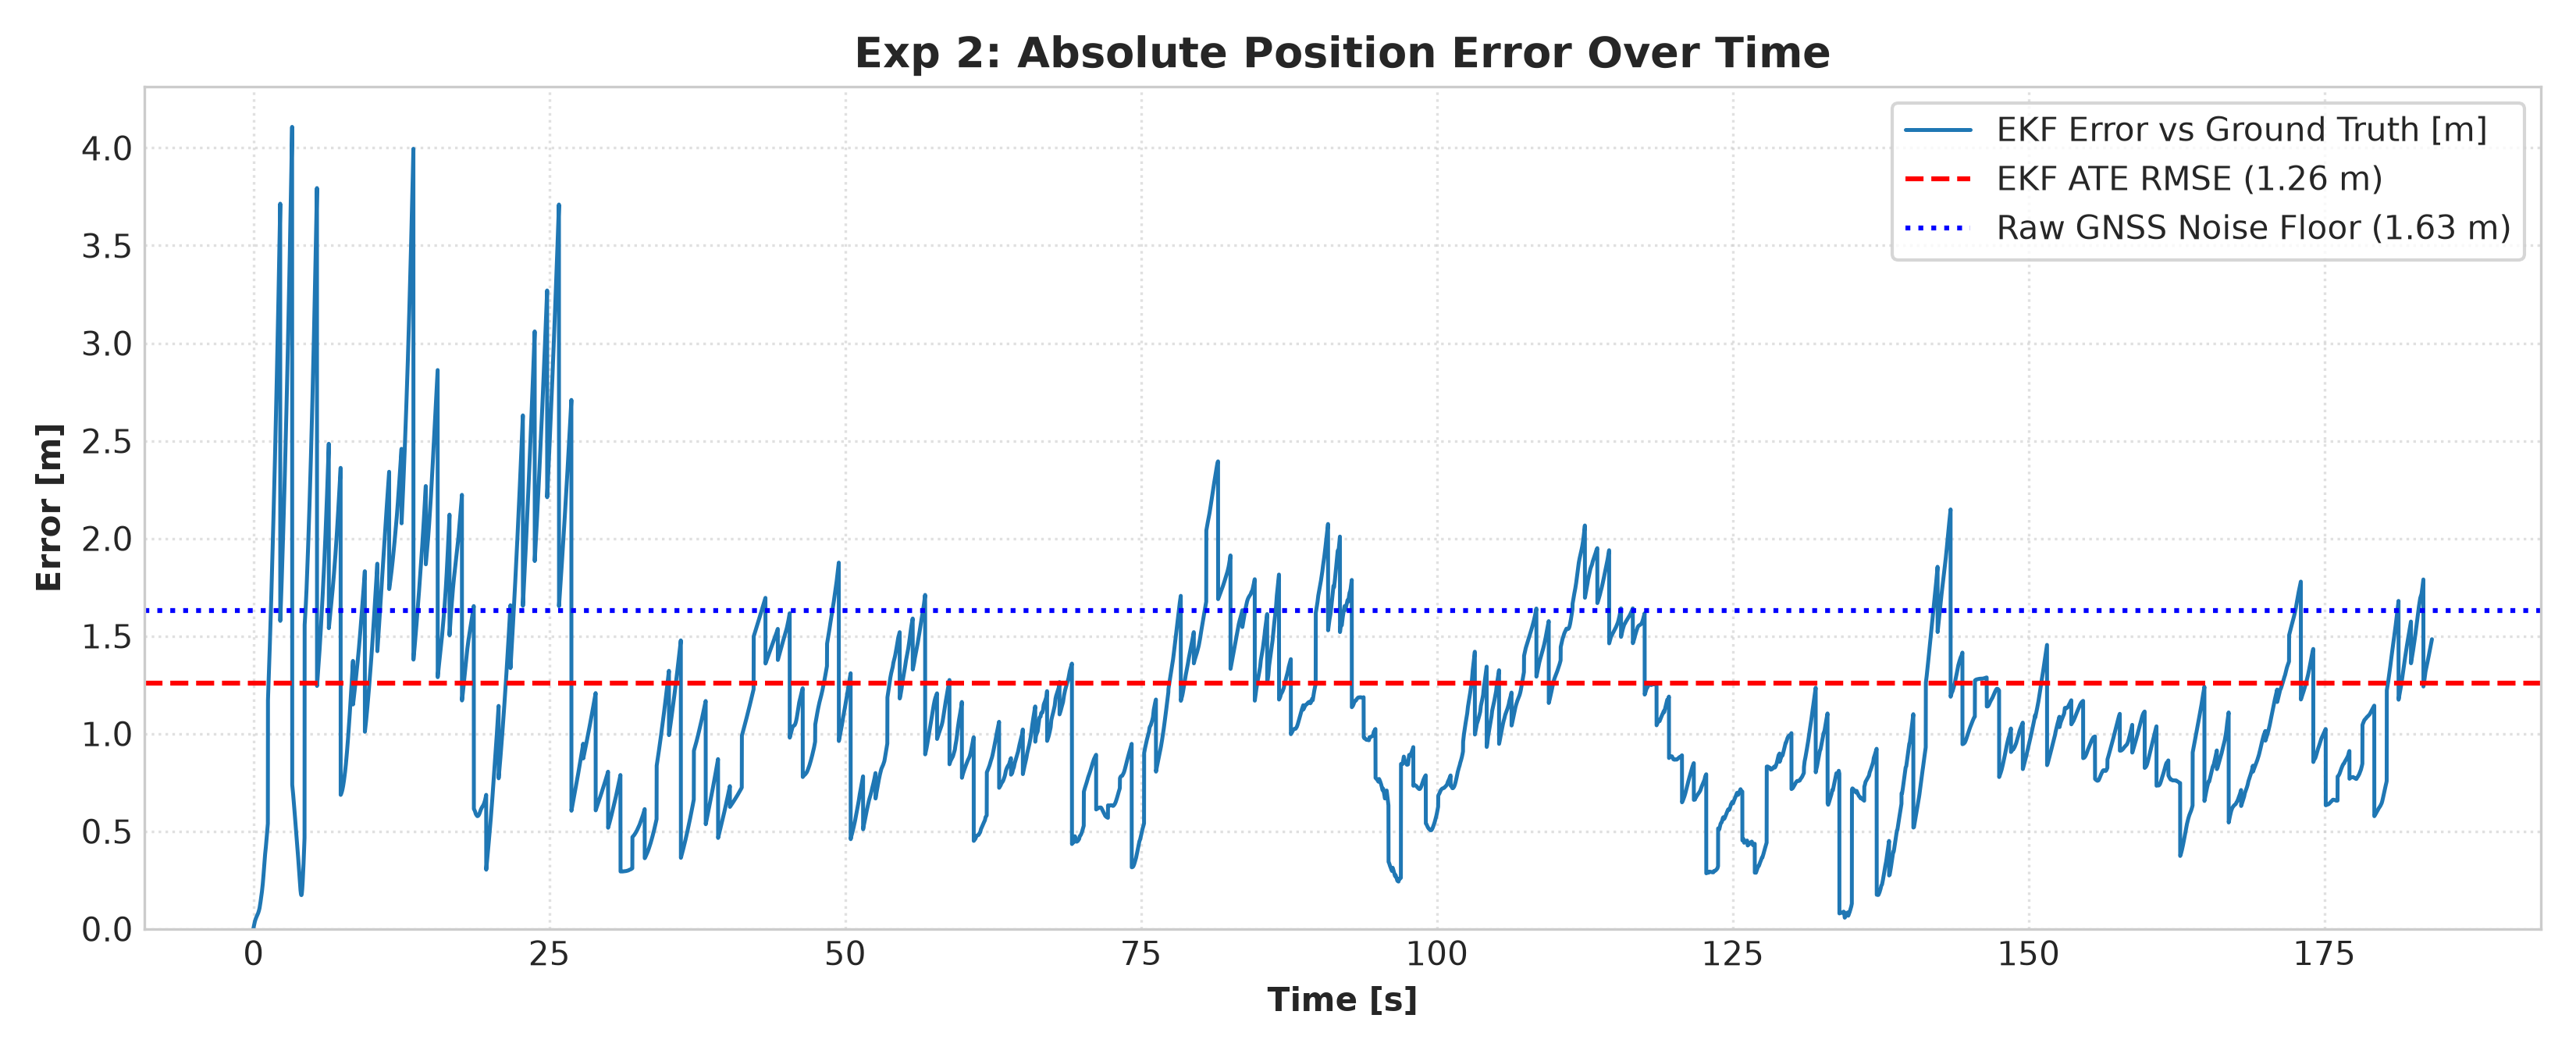 Exp 2: Absolute Position Error Over Time
EKF Error vs Ground Truth [m]
EKF ATE RMSE (1.26 m)
Raw GNSS Noise Floor (1.63 m)
Error [m]
4.0
3.5
3.0
2.5
2.0
1.5
1.0
0.5
0.0
0 25 50 75 100 125 150 175
Time [s]